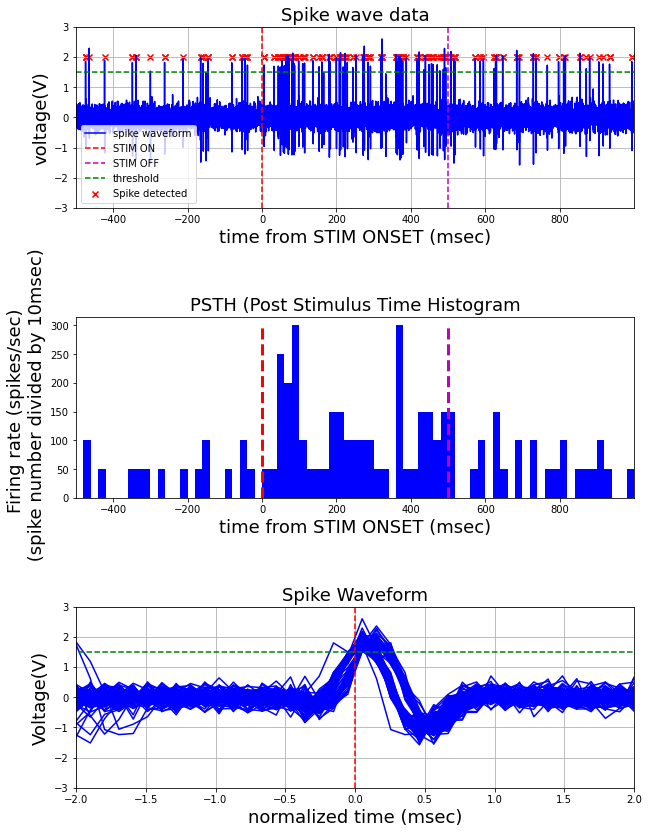 Spike wave data
3
2
1
0
−1
−2
−3
voltage(V)
spike waveform
STIM ON
STIM OFF
threshold
Spike detected
−400 −200 0 200 400 600 800
time from STIM ONSET (msec)
PSTH (Post Stimulus Time Histogram
300
250
200
150
100
50
0
Firing rate (spikes/sec)
(spike number divided by 10msec)
−400 −200 0 200 400 600 800
time from STIM ONSET (msec)
Spike Waveform
3
2
1
0
−1
−2
−3
Voltage(V)
−2.0 −1.5 −1.0 −0.5 0.0 0.5 1.0 1.5 2.0
normalized time (msec)